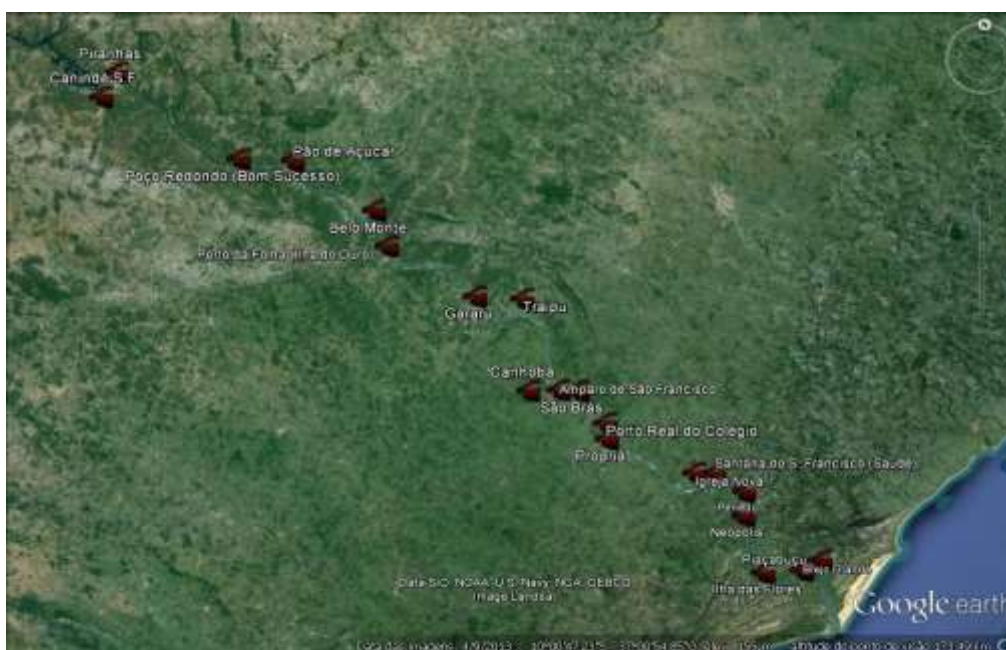 Piranhas
Canindé S.F
Pão de Açucar
Poço Redondo (Bom Sucesso)
Belo Monte
Gararu
Traipu
Canhoba
Amparo de São Francisco
São Brás
Porto Real do Colegio
Propriá
Santana do S. Francisco (Saúde)
Igreja Nova
Penedo
Neópolis
Piaçabuçu
Ilha das Flores
Data SIO, NOAA, U.S. Navy, NGA, GEBCO
Image Landsat
Google earth